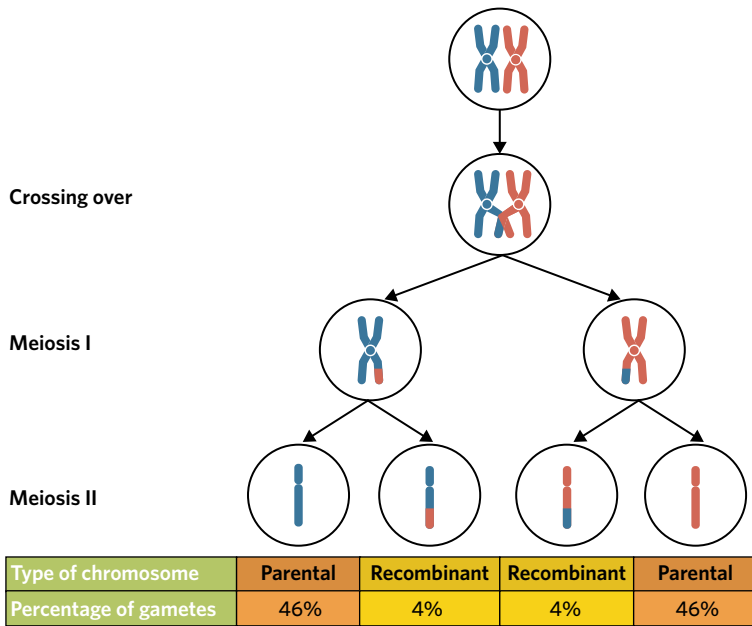 Crossing over
Meiosis I
Meiosis II
Type of chromosome Parental Recombinant Recombinant Parental
Percentage of gametes 46% 4% 4% 46%